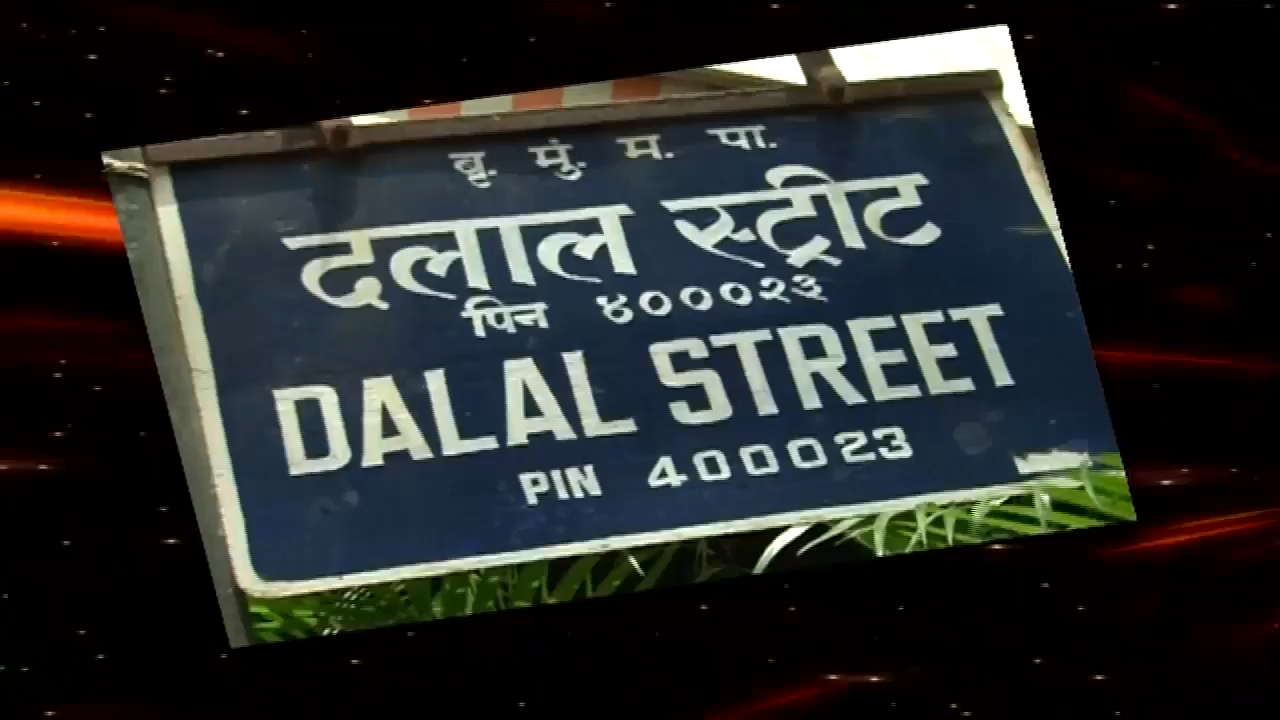 बृ. मुं. म. पा.
दलाल स्ट्रीट
पिन ४०००२३
DALAL STREET
PIN 400023